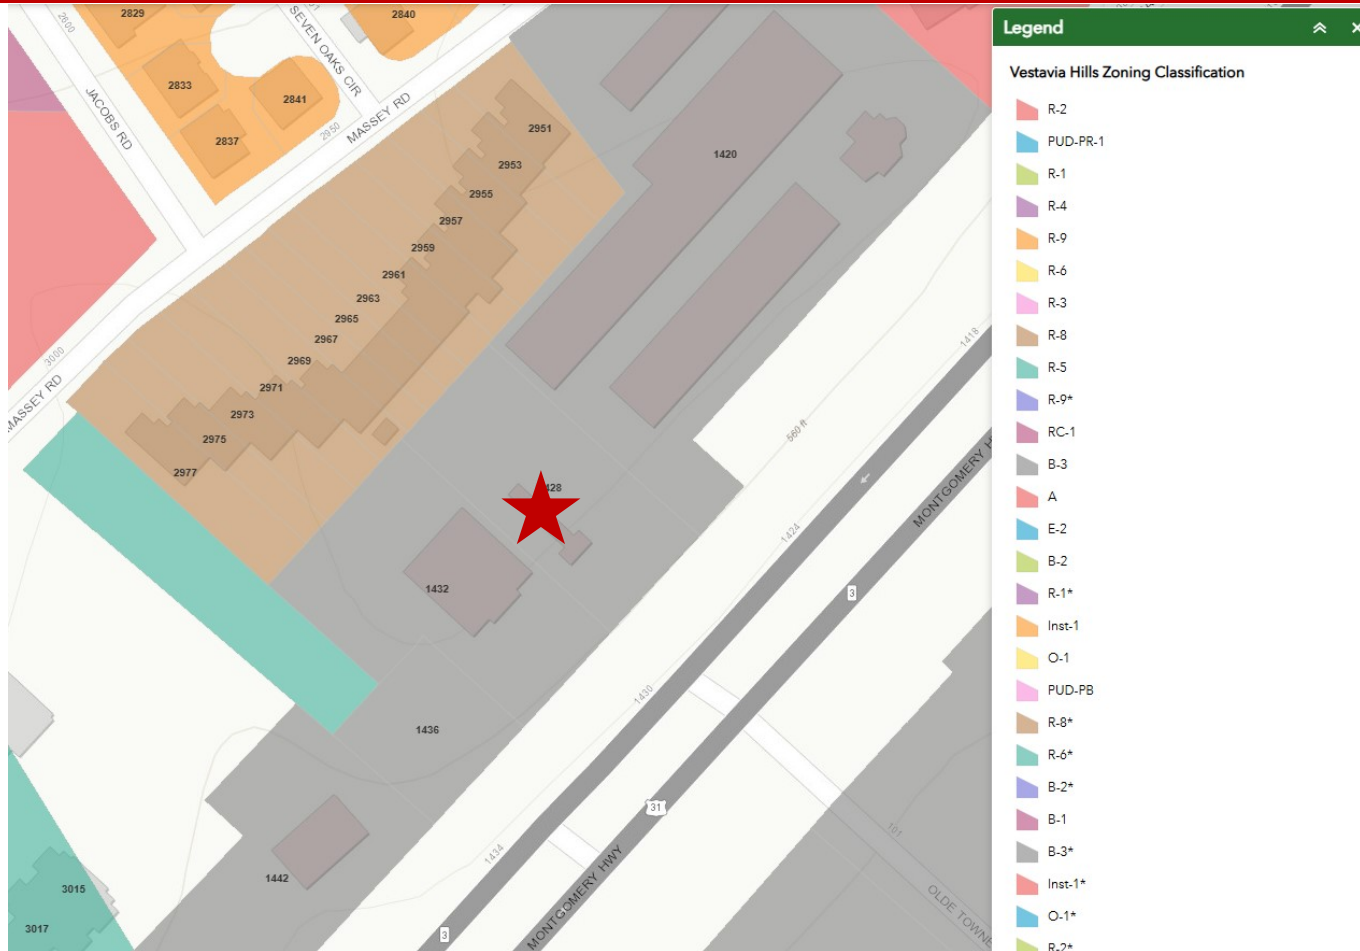 Legend
Vestavia Hills Zoning Classification
R-2
PUD-PR-1
R-1
R-4
R-9
R-6
R-3
R-8
R-5
R-9*
RC-1
B-3
A
E-2
B-2
R-1*
Inst-1
O-1
PUD-PB
R-8*
R-6*
B-2*
B-1
B-3*
Inst-1*
O-1*
R-2*
2829
2840
2600
SEVEN OAKS CIR
2833
2841
2837
2950
JACOBS RD
MASSEY RD
2951
2953
2955
2957
2959
2961
2963
2965
2967
2969
2971
2973
2975
2977
1420
3000
MASSEY RD
1418
560 ft
428
1424
MONTGOMERY H
1432
3
1430
1436
31
101
1434
1442
MONTGOMERY HWY
OLDE TOWNE
3015
3017
3